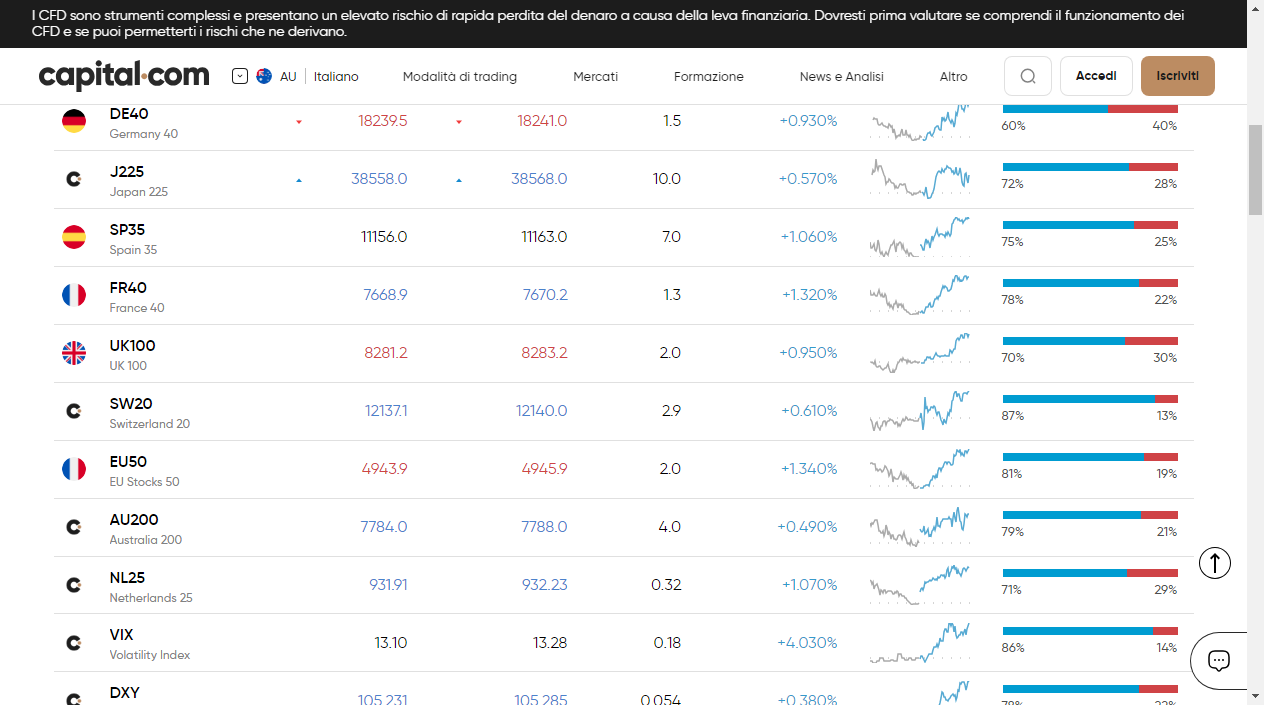 I CFD sono strumenti complessi e presentano un elevato rischio di rapida perdita del denaro a causa della leva finanziaria. Dovresti prima valutare se comprendi il funzionamento dei
CFD e se puoi permetterti i rischi che ne derivano.
capital.com AU Italiano Modalità di trading Mercati Formazione News e Analisi Altro Accedi Iscriviti
DE40 18239.5 18241.0 1.5 +0.930%
Germany 40 60% 40%
J225 38558.0 38568.0 10.0 +0.570%
Japan 225 72% 28%
SP35 11156.0 11163.0 7.0 +1.060%
Spain 35 75% 25%
FR40 7668.9 7670.2 1.3 +1.320%
France 40 78% 22%
UK100 8281.2 8283.2 2.0 +0.950%
UK 100 70% 30%
SW20 12137.1 12140.0 2.9 +0.610%
Switzerland 20 87% 13%
EU50 4943.9 4945.9 2.0 +1.340%
EU Stocks 50 81% 19%
AU200 7784.0 7788.0 4.0 +0.490%
Australia 200 79% 21%
NL25 931.91 932.23 0.32 +1.070%
Netherlands 25 71% 29%
VIX 13.10 13.28 0.18 +4.030%
Volatility Index 86% 14%
DXY 105.231 105.285 0.054 +0.380%
78% 22%